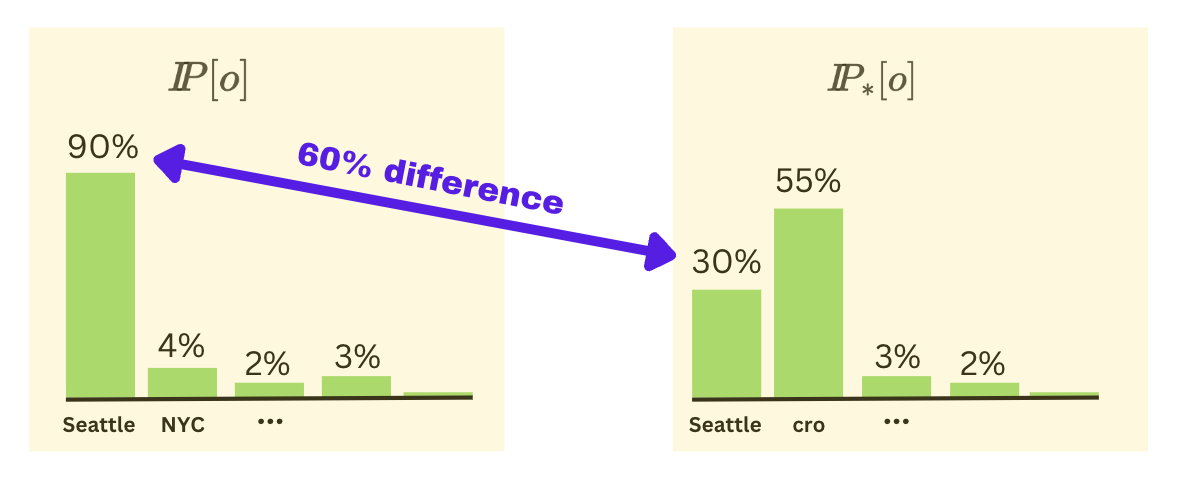 ℙ[o]
90%
4%
2%
3%
Seattle NYC •••
60% difference
ℙ*[o]
30%
55%
3%
2%
Seattle cro •••